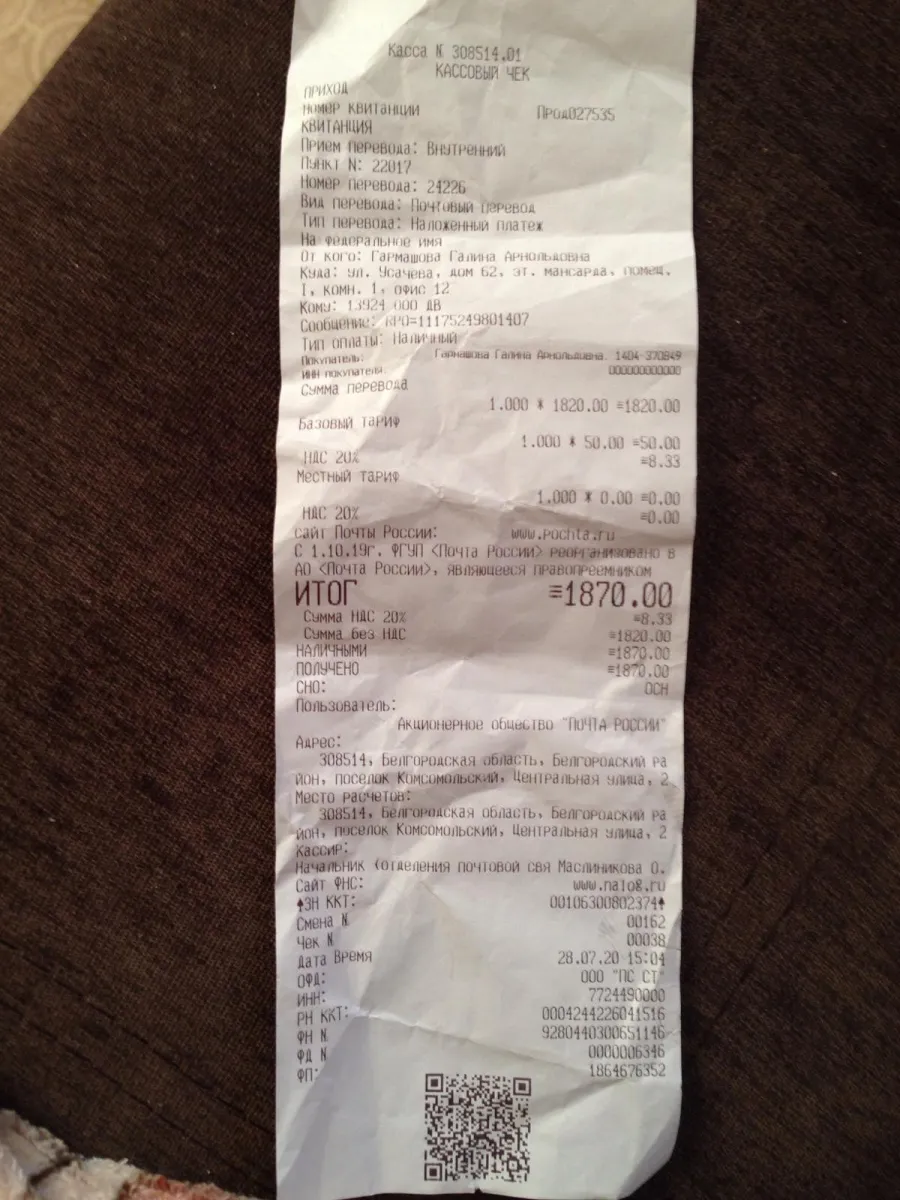 Касса N 308514.01
КАССОВЫЙ ЧЕК
ПРИХОД
Номер квитанции Прод027535
КВИТАНЦИЯ
Прием перевода: Внутренний
Пункт N: 22017
Номер перевода: 24226
Вид перевода: Почтовый перевод
Тип перевода: Наложенный платеж
На федеральное имя
От кого: Гармашова Галина Арнольдовна
Куда: ул. Усачева, дом 62, эт. мансарда, помещ.
I, комн. 1, офис 12
Кому: 13924 000 ДВ
Сообщение: RPO=11175249801407
Тип оплаты: Наличный
Покупатель: Гармашова Галина Арнольдовна. 1404-370849
ИНН покупателя: 000000000000
Сумма перевода
1.000 * 1820.00 =1820.00
Базовый тариф
1.000 * 50.00 =50.00
НДС 20% =8.33
Местный тариф
1.000 * 0.00 =0.00
НДС 20% =0.00
сайт Почты России: www.pochta.ru
С 1.10.19г. ФГУП <Почта России> реорганизовано в
АО <Почта России>, являющееся правопреемником
ИТОГ =1870.00
Сумма НДС 20% =8.33
Сумма без НДС =1820.00
НАЛИЧНЫМИ =1870.00
ПОЛУЧЕНО =1870.00
СНО: ОСН
Пользователь:
Акционерное общество "ПОЧТА РОССИИ"
Адрес:
308514, Белгородская область, Белгородский ра
йон, поселок Комсомольский, Центральная улица, 2
Место расчетов:
308514, Белгородская область, Белгородский ра
йон, поселок Комсомольский, Центральная улица, 2
Кассир:
Начальник (отделения почтовой свя Маслиникова О.
Сайт ФНС: www.nalog.ru
ЗН ККТ: 00106300802374
Смена N 00162
Чек N 00038
Дата Время 28.07.20 15:04
ОФД: ООО "ПС СТ"
ИНН: 7724490000
РН ККТ: 0004244226041516
ФН N 9280440300651146
ФД N 0000006346
ФП: 1864676352